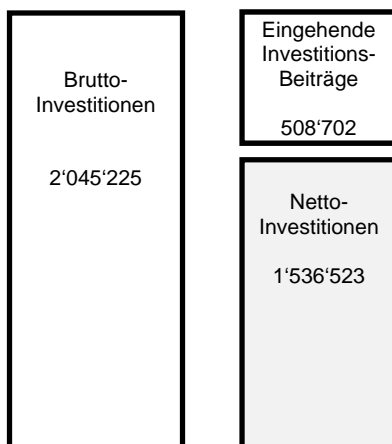 Brutto-
Investitionen
2‘045‘225
Eingehende
Investitions-
Beiträge
508‘702
Netto-
Investitionen
1‘536‘523